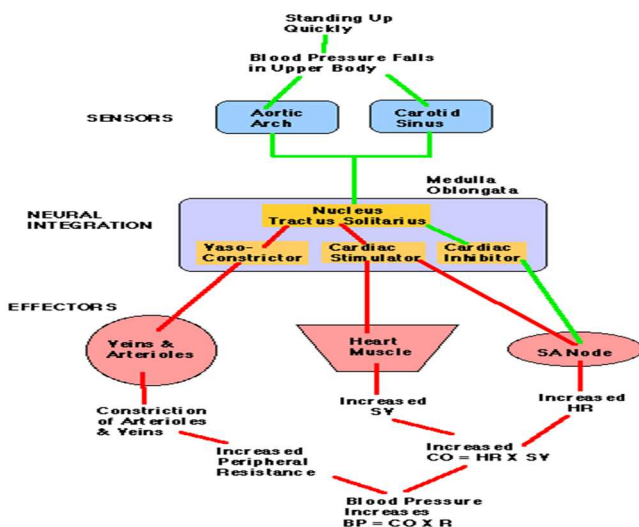 Standing Up
Quickly
Blood Pressure Falls
in Upper Body
SENSORS
Aortic
Arch
Carotid
Sinus
Medulla
Oblongata
NEURAL
INTEGRATION
Nucleus
Tractus Solitarius
Vaso-
Constrictor
Cardiac
Stimulator
Cardiac
Inhibitor
EFFECTORS
Veins &
Arterioles
Heart
Muscle
SA Node
Constriction
of Arterioles
& Veins
Increased
SV
Increased
HR
Increased
Peripheral
Resistance
Increased
CO = HR X SV
Blood Pressure
Increases
BP = CO X R